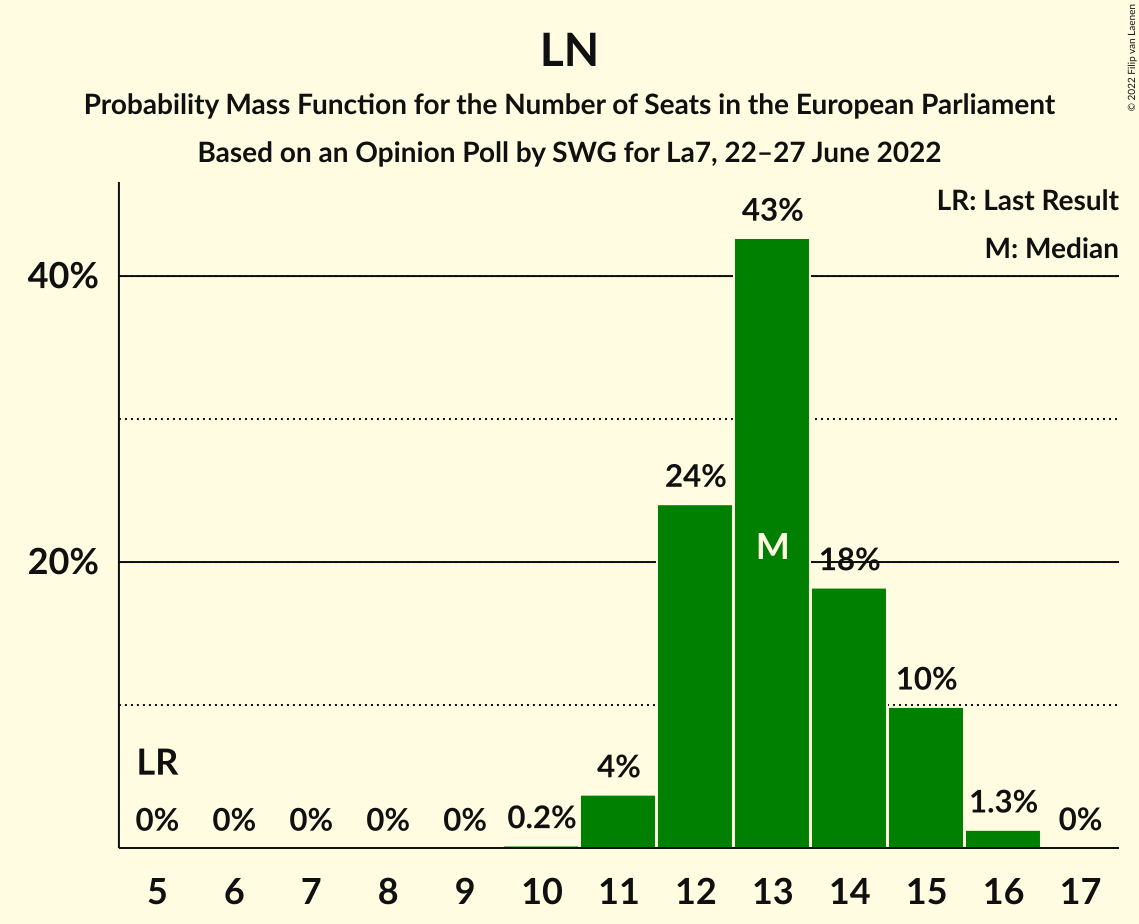 LN
Probability Mass Function for the Number of Seats in the European Parliament
Based on an Opinion Poll by SWG for La7, 22–27 June 2022
© 2022 Filip van Laenen
LR: Last Result
M: Median
43%
40%
24%
M
20%
18%
10%
LR
4%
0% 0% 0% 0% 0% 0.2% 1.3% 0%
5 6 7 8 9 10 11 12 13 14 15 16 17